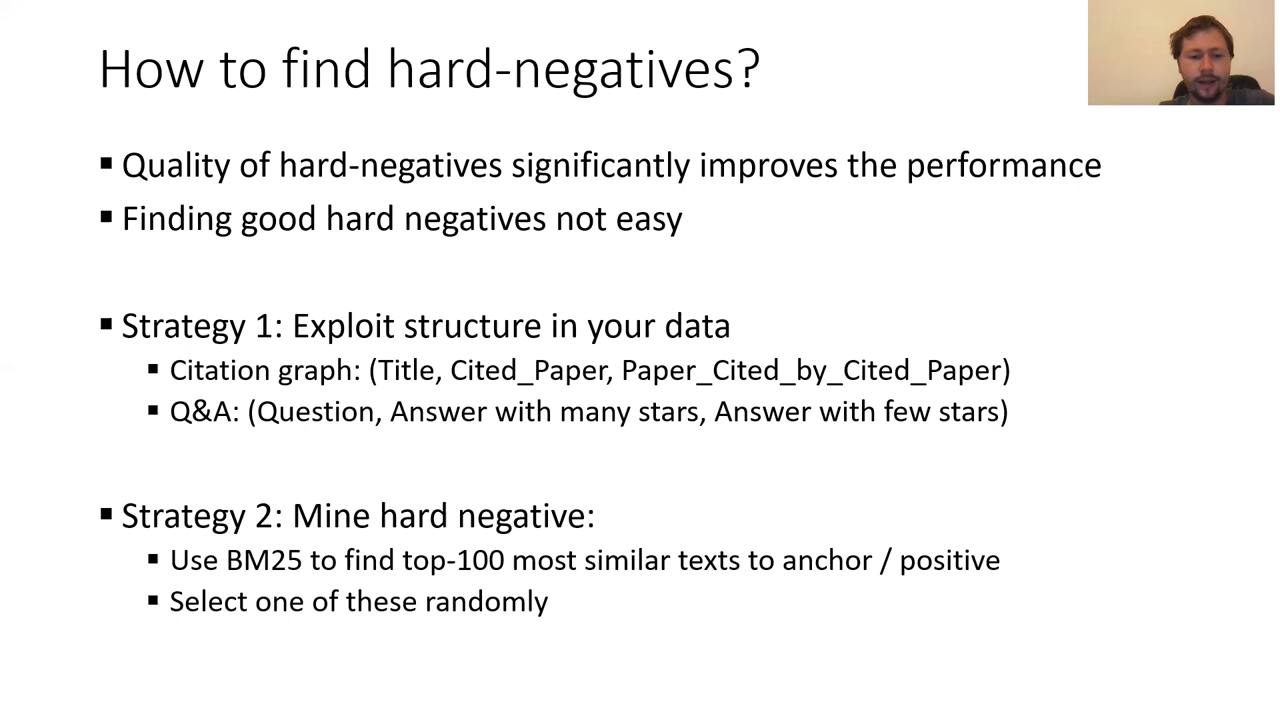 How to find hard-negatives?
▪ Quality of hard-negatives significantly improves the performance
▪ Finding good hard negatives not easy
▪ Strategy 1: Exploit structure in your data
▪ Citation graph: (Title, Cited_Paper, Paper_Cited_by_Cited_Paper)
▪ Q&A: (Question, Answer with many stars, Answer with few stars)
▪ Strategy 2: Mine hard negative:
▪ Use BM25 to find top-100 most similar texts to anchor / positive
▪ Select one of these randomly